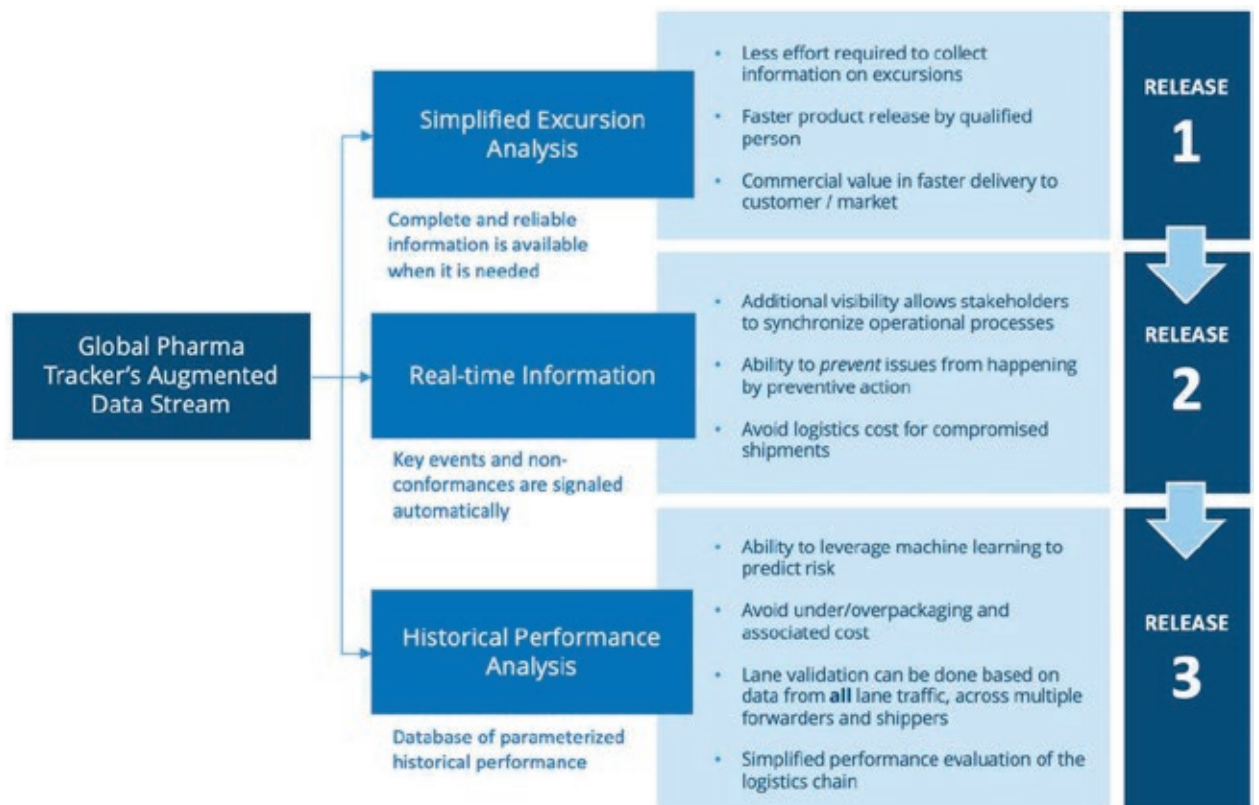 Global Pharma
Tracker's Augmented
Data Stream
Simplified Excursion
Analysis
Complete and reliable
information is available
when it is needed
• Less effort required to collect
information on excursions
• Faster product release by qualified
person
• Commercial value in faster delivery to
customer / market
RELEASE
1
Real-time Information
Key events and non-
conformances are signaled
automatically
• Additional visibility allows stakeholders
to synchronize operational processes
• Ability to prevent issues from happening
by preventive action
• Avoid logistics cost for compromised
shipments
RELEASE
2
Historical Performance
Analysis
Database of parameterized
historical performance
• Ability to leverage machine learning to
predict risk
• Avoid under/overpackaging and
associated cost
• Lane validation can be done based on
data from all lane traffic, across multiple
forwarders and shippers
• Simplified performance evaluation of the
logistics chain
RELEASE
3